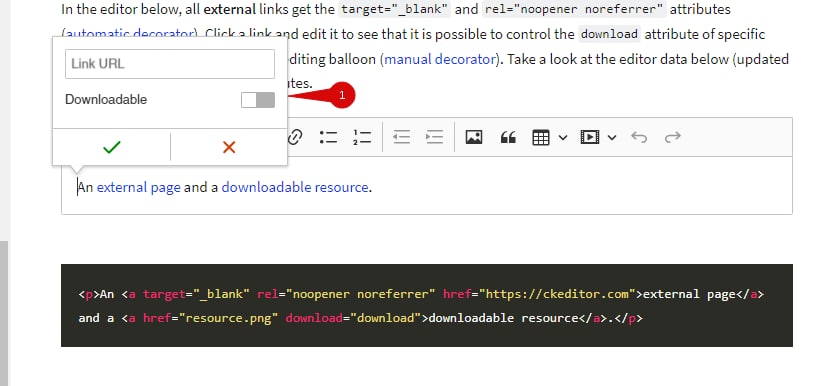 In the editor below, all external links get the target="_blank" and rel="noopener noreferrer" attributes
(automatic decorator). Click a link and edit it to see that it is possible to control the download attribute of specific
Link URL
diting balloon (manual decorator). Take a look at the editor data below (updated
tes.
Downloadable
1
An external page and a downloadable resource.
<p>An <a target="_blank" rel="noopener noreferrer" href="https://ckeditor.com">external page</a>
and a <a href="resource.png" download="download">downloadable resource</a>.</p>